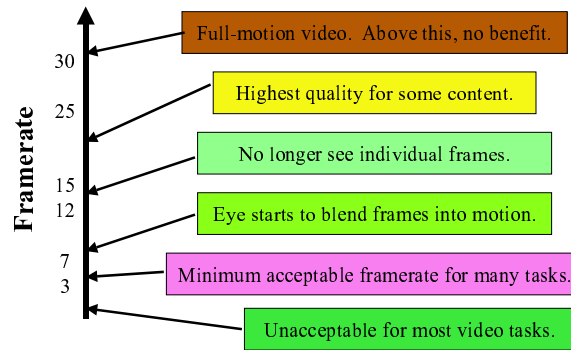 Full-motion video. Above this, no benefit.
30
Highest quality for some content.
25
No longer see individual frames.
15
12
Eye starts to blend frames into motion.
7
Minimum acceptable framerate for many tasks.
3
Unacceptable for most video tasks.
Framerate